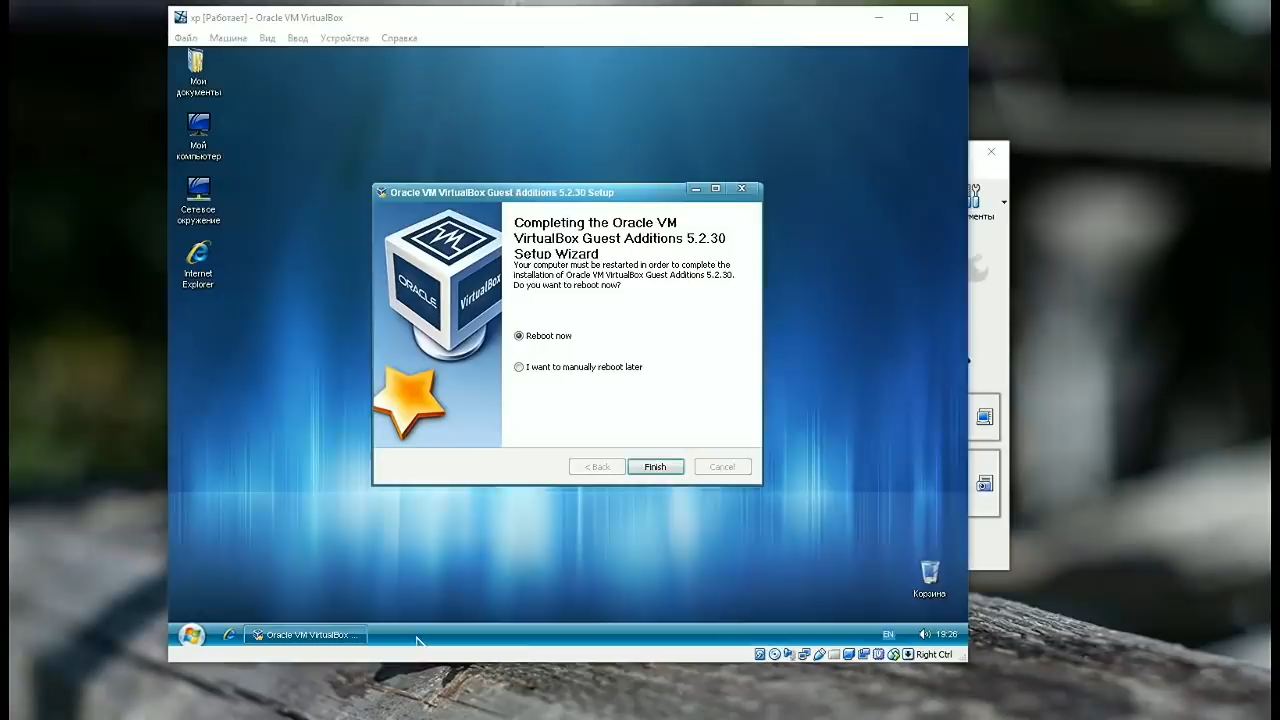 xp [Работает] - Oracle VM VirtualBox
Файл Машина Вид Ввод Устройства Справка
Мои
документы
Мой
компьютер
Сетевое
окружение
Internet
Explorer
Oracle VM VirtualBox Guest Additions 5.2.30 Setup
ORACLE
VirtualBox
Completing the Oracle VM
VirtualBox Guest Additions 5.2.30
Setup Wizard
Your computer must be restarted in order to complete the
installation of Oracle VM VirtualBox Guest Additions 5.2.30.
Do you want to reboot now?
Reboot now
I want to manually reboot later
< Back Finish Cancel
менты
Корзина
Oracle VM VirtualBox ...
EN 19:26
Right Ctrl